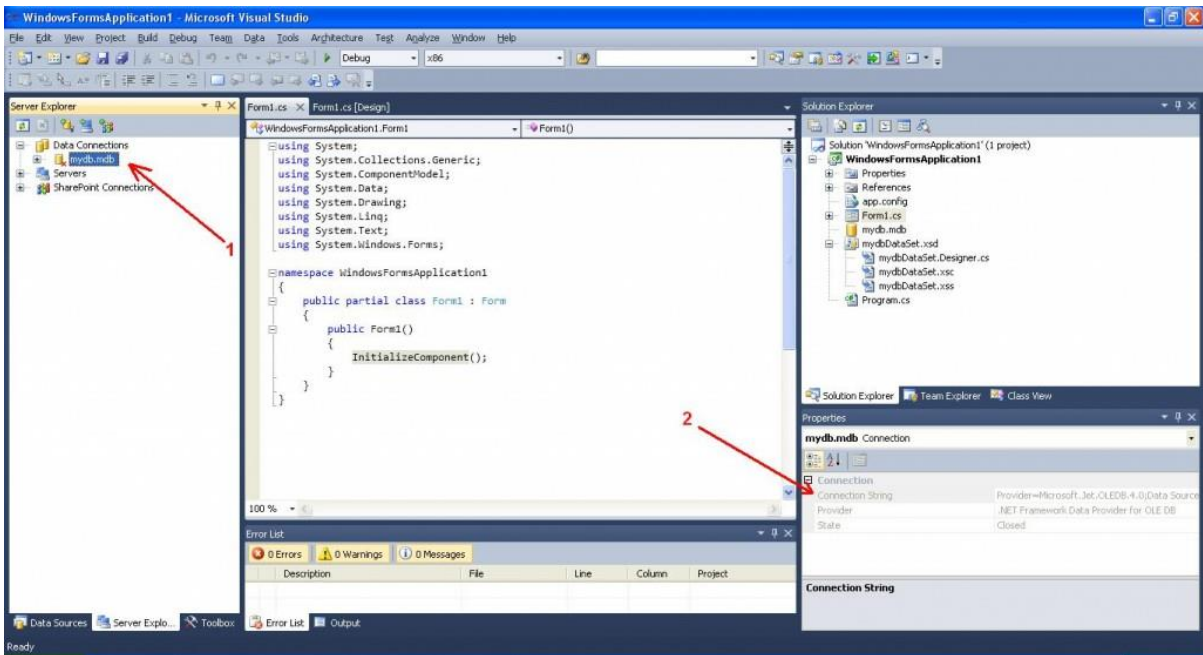 WindowsFormsApplication1 - Microsoft Visual Studio
File Edit View Project Build Debug Team Data Tools Architecture Test Analyze Window Help
Debug x86
Server Explorer
Data Connections
mydb.mdb
Servers
SharePoint Connections
1
Data Sources Server Explo... Toolbox
Form1.cs Form1.cs [Design]
WindowsFormsApplication1.Form1 Form1()
using System;
using System.Collections.Generic;
using System.ComponentModel;
using System.Data;
using System.Drawing;
using System.Linq;
using System.Text;
using System.Windows.Forms;
namespace WindowsFormsApplication1
{
public partial class Form1 : Form
{
public Form1()
{
InitializeComponent();
}
}
}
2
100 %
Error List
0 Errors 0 Warnings 0 Messages
Description File Line Column Project
Error List Output
Solution Explorer
Solution 'WindowsFormsApplication1' (1 project)
WindowsFormsApplication1
Properties
References
app.config
Form1.cs
mydb.mdb
mydbDataSet.xsd
mydbDataSet.Designer.cs
mydbDataSet.xsc
mydbDataSet.xss
Program.cs
Solution Explorer Team Explorer Class View
Properties
mydb.mdb Connection
Connection
Connection String Provider=Microsoft.Jet.OLEDB.4.0;Data Source
Provider .NET Framework Data Provider for OLE DB
State Closed
Connection String
Ready